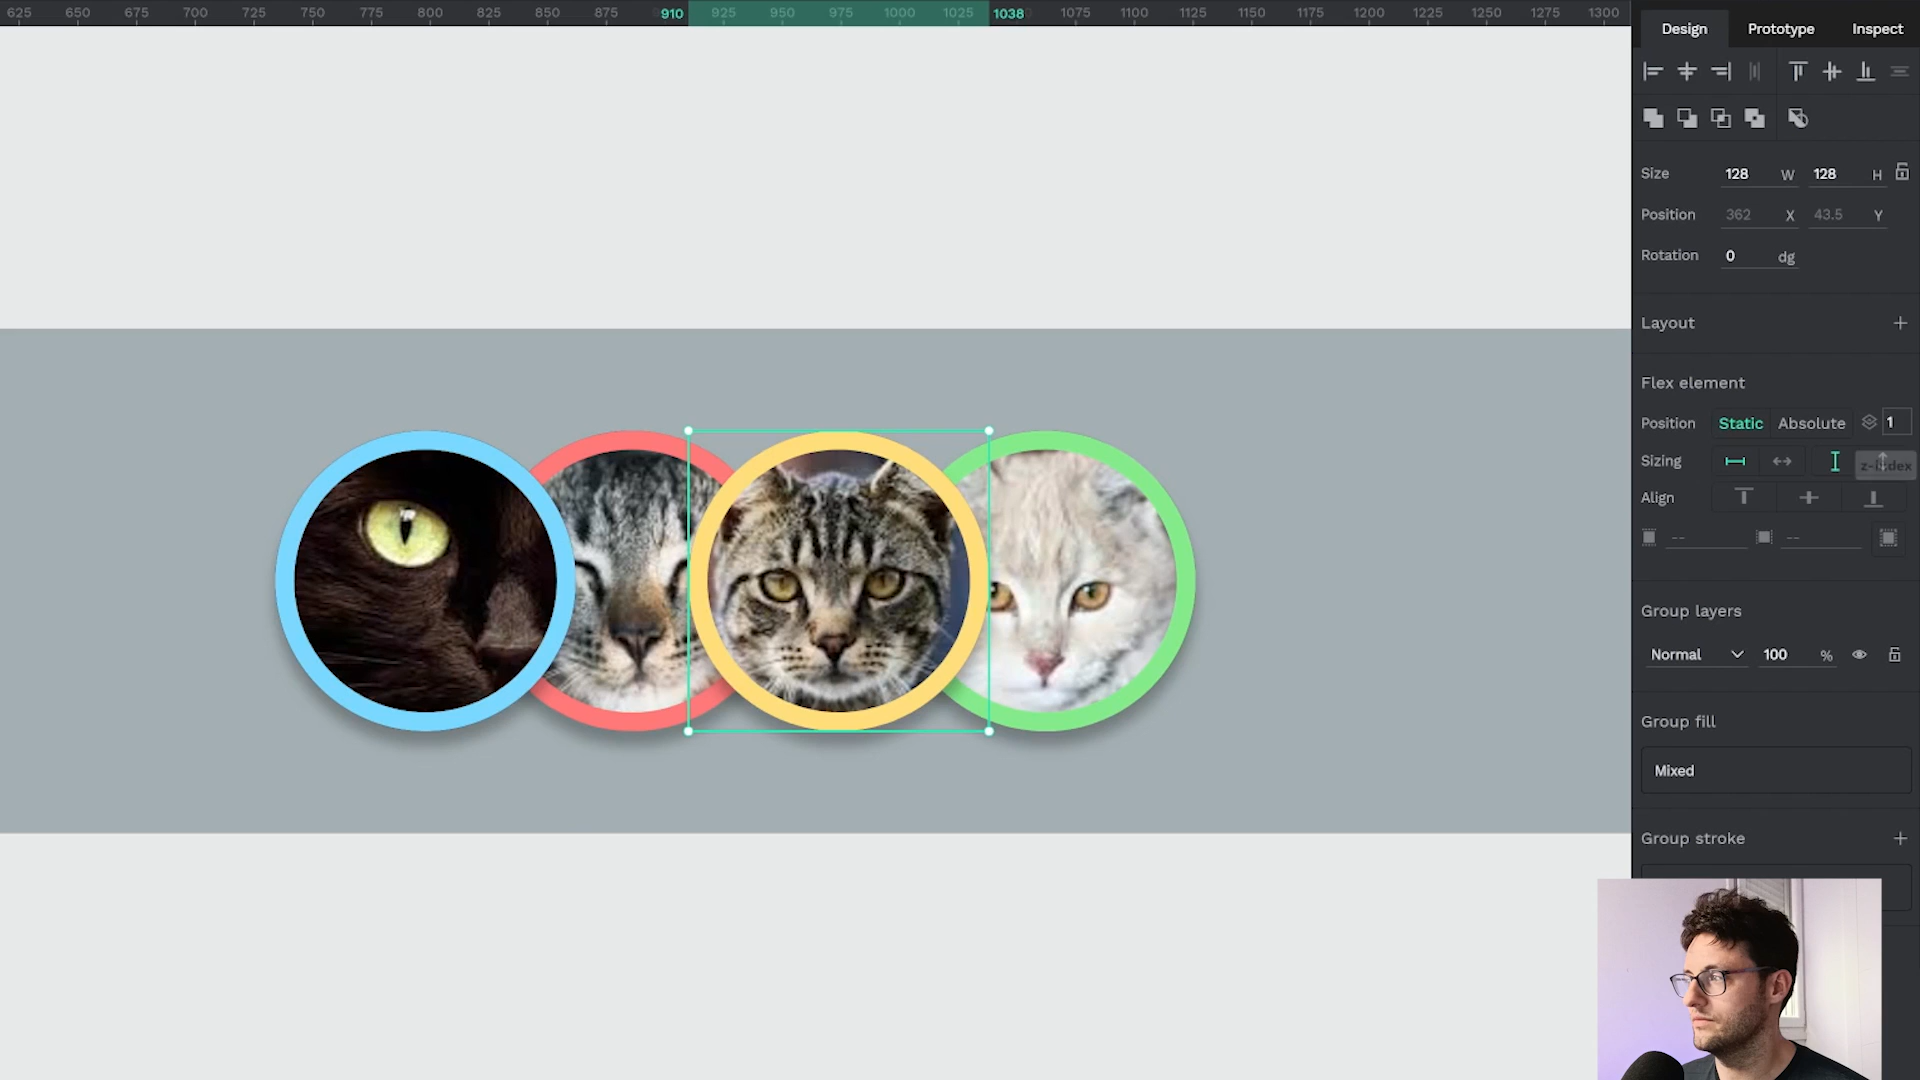 625 650 675 700 725 750 775 800 825 850 875 910 925 950 975 1000 1025 1038 1075 1100 1125 1150 1175 1200 1225 1250 1275 1300
Design Prototype Inspect
Size 128 W 128 H
Position 362 X 43.5 Y
Rotation 0 dg
Layout +
Flex element
Position Static Absolute 1
Sizing
z-index
Align
-- --
Group layers
Normal 100 %
Group fill
Mixed
Group stroke +